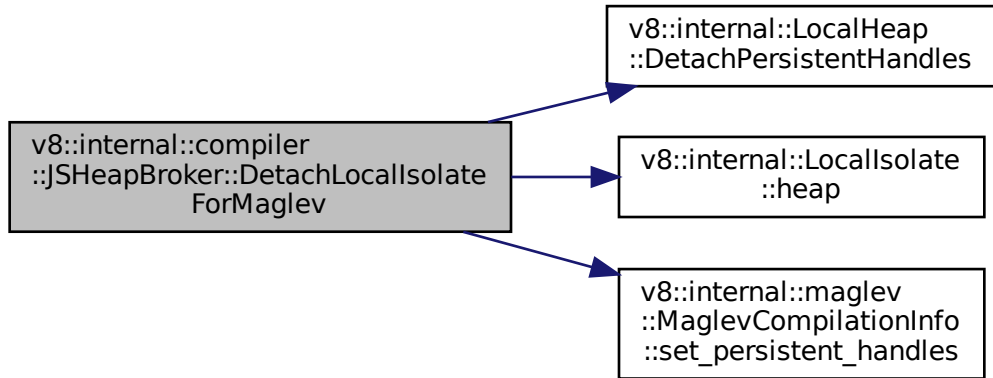 v8::internal::compiler
::JSHeapBroker::DetachLocalIsolate
ForMaglev
v8::internal::LocalHeap
::DetachPersistentHandles
v8::internal::LocalIsolate
::heap
v8::internal::maglev
::MaglevCompilationInfo
::set_persistent_handles